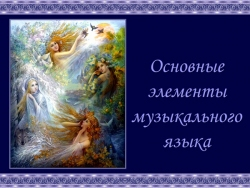 Основные
элементы
музыкального
языка